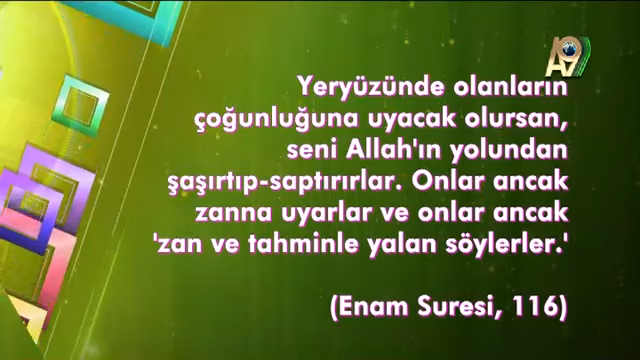 A9
Yeryüzünde olanların
çoğunluğuna uyacak olursan,
seni Allah'ın yolundan
şaşırtıp-saptırırlar. Onlar ancak
zanna uyarlar ve onlar ancak
'zan ve tahminle yalan söylerler.'
(Enam Suresi, 116)